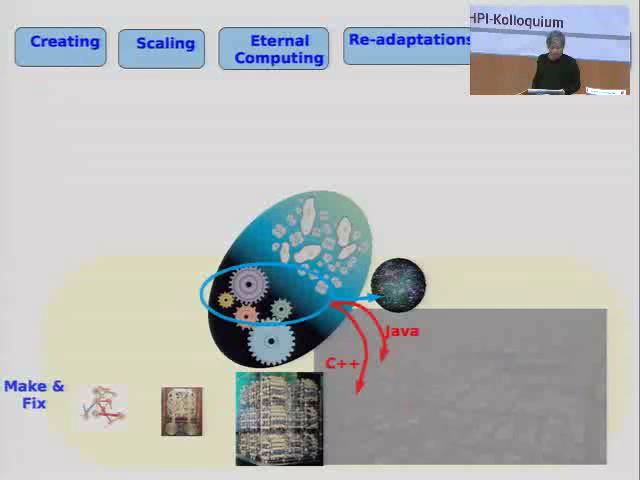 Creating
Scaling
Eternal
Computing
Re-adaptations
HPI-Kolloquium
Java
C++
Make &
Fix